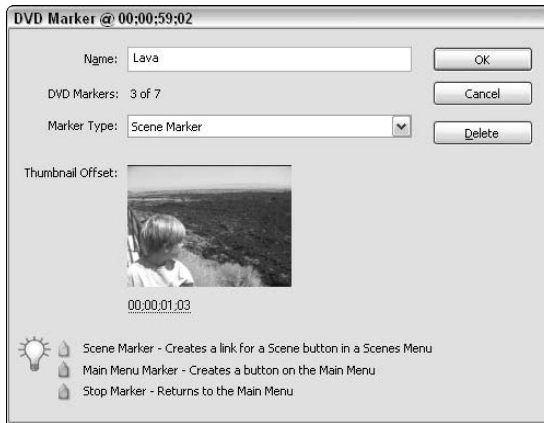 DVD Marker @ 00;00;59;02
Name: Lava
OK
DVD Markers: 3 of 7
Cancel
Marker Type: Scene Marker
Delete
Thumbnail Offset:
00;00;01;03
Scene Marker - Creates a link for a Scene button in a Scenes Menu
Main Menu Marker - Creates a button on the Main Menu
Stop Marker - Returns to the Main Menu